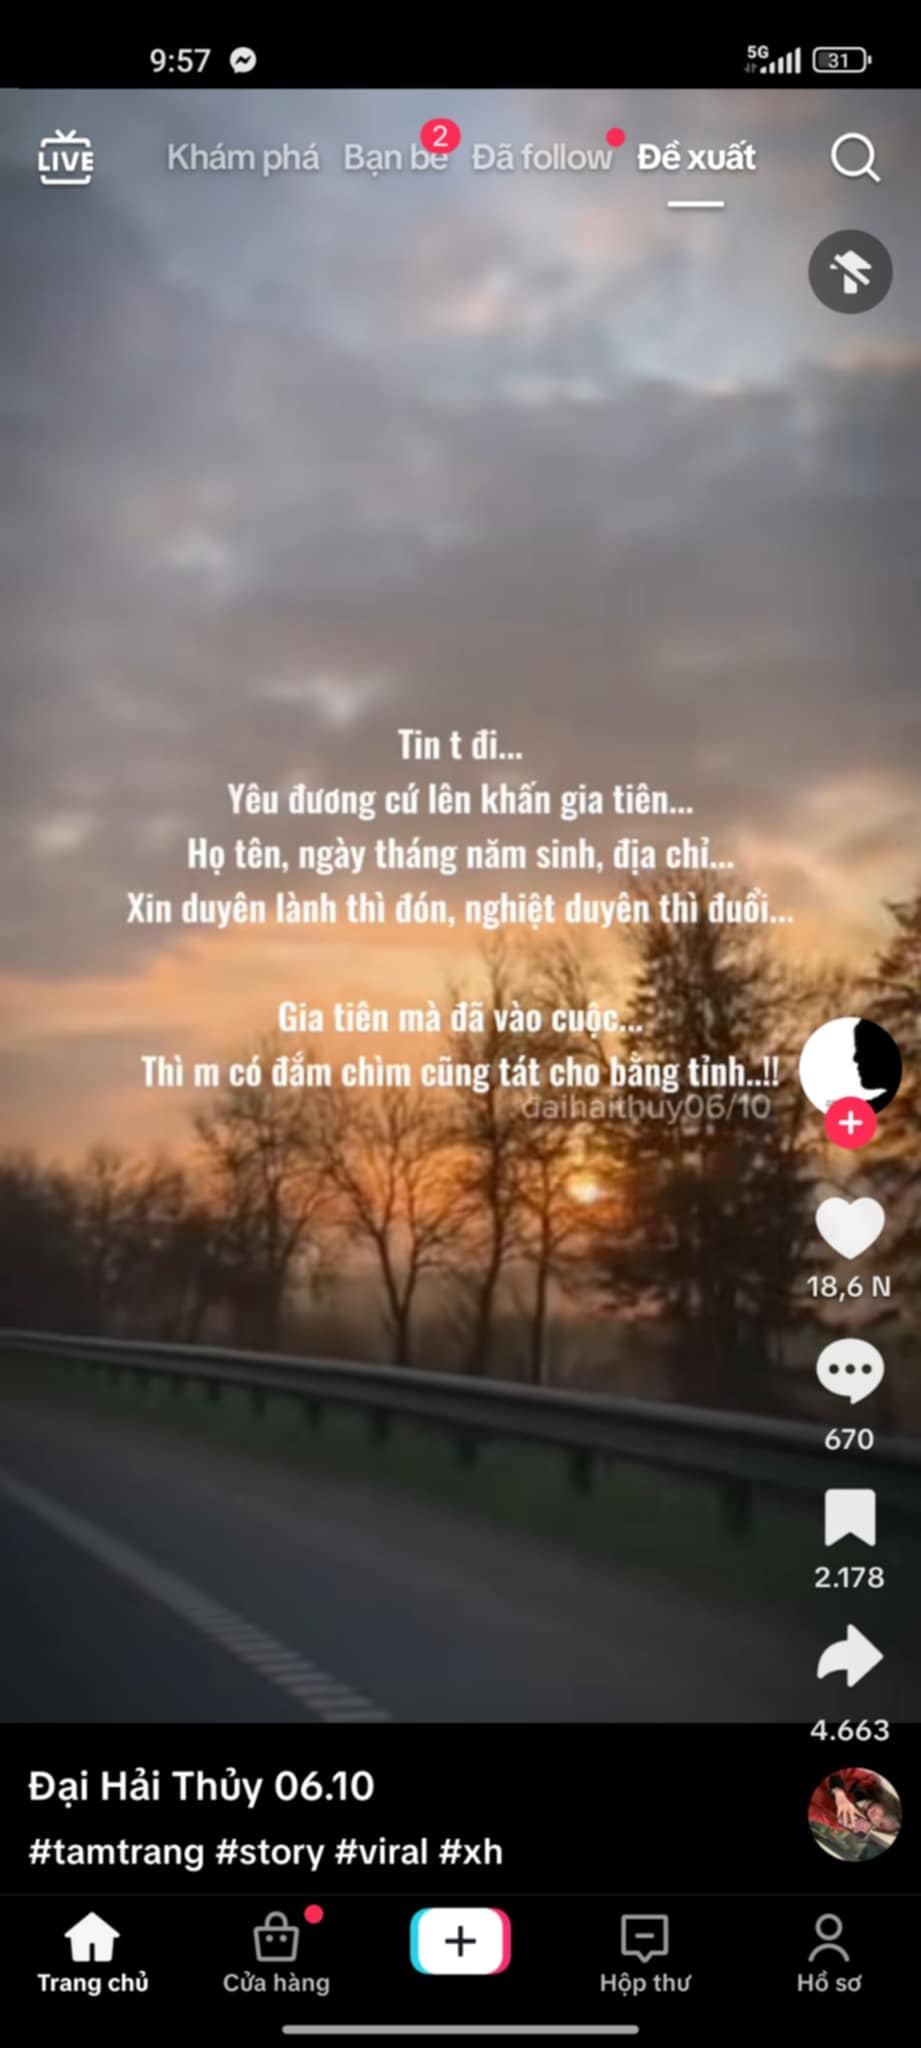 9:57
5G
31
LIVE
Khám phá
Bạn bè
2
Đã follow
Đề xuất
Tin t đi...
Yêu đương cứ lên khấn gia tiên...
Họ tên, ngày tháng năm sinh, địa chỉ...
Xin duyên lành thì đón, nghiệt duyên thì đuổi...
Gia tiên mà đã vào cuộc...
Thì m có đắm chìm cũng tát cho bằng tỉnh..!!
daihaithuy06/10
18,6 N
670
2.178
4.663
Đại Hải Thủy 06.10
#tamtrang #story #viral #xh
Trang chủ
Cửa hàng
Hộp thư
Hồ sơ